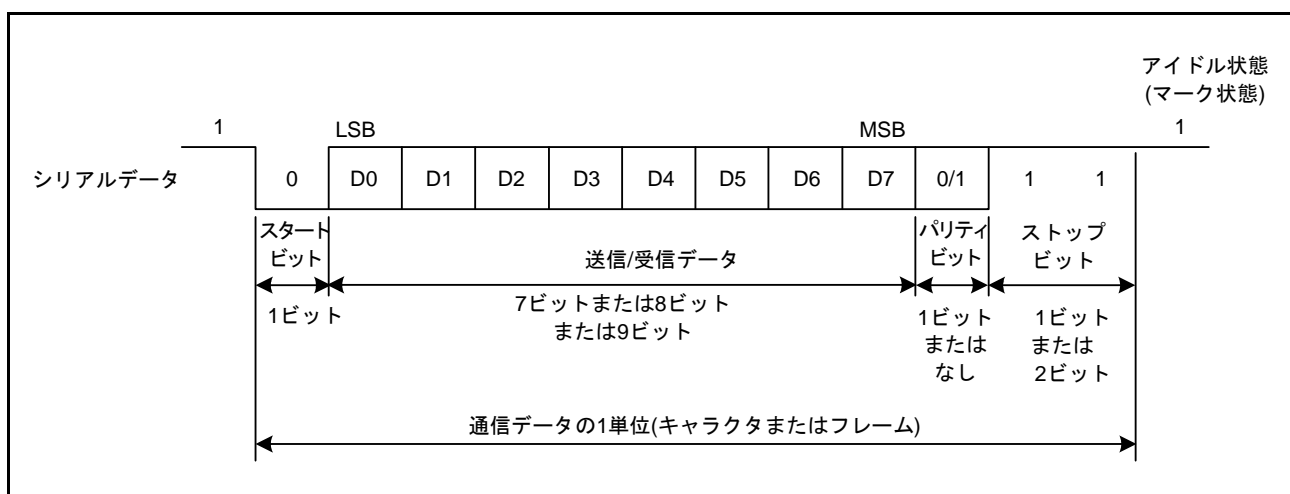 アイドル状態
(マーク状態)
1 LSB MSB 1
シリアルデータ 0 D0 D1 D2 D3 D4 D5 D6 D7 0/1 1 1
スタート
ビット
送信/受信データ
パリティ
ビット
ストップ
ビット
1ビット
7ビットまたは8ビット
または9ビット
1ビット
または
なし
1ビット
または
2ビット
通信データの1単位(キャラクタまたはフレーム)